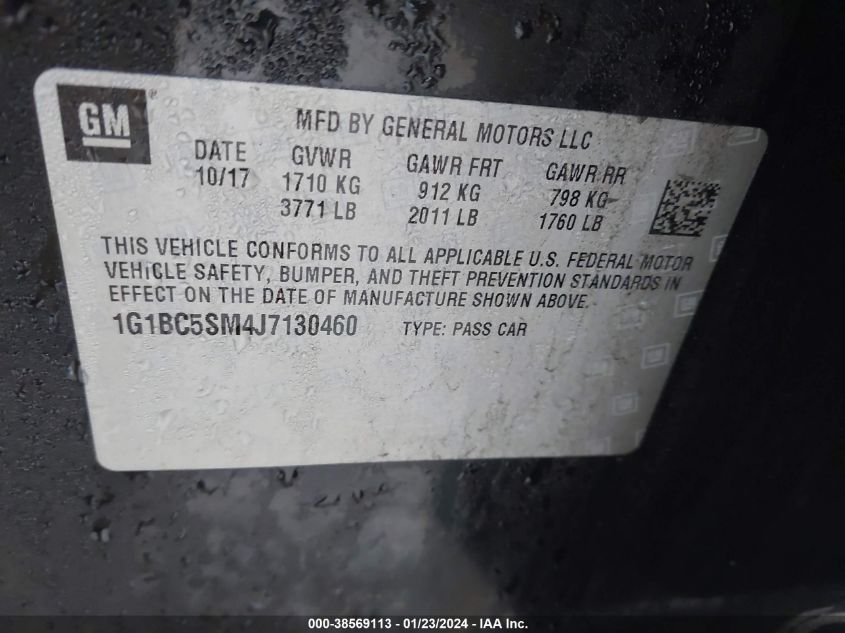 GM®
MFD BY GENERAL MOTORS LLC
DATE GVWR GAWR FRT GAWR RR
10/17 1710 KG 912 KG 798 KG
3771 LB 2011 LB 1760 LB
THIS VEHICLE CONFORMS TO ALL APPLICABLE U.S. FEDERAL MOTOR
VEHICLE SAFETY, BUMPER, AND THEFT PREVENTION STANDARDS IN
EFFECT ON THE DATE OF MANUFACTURE SHOWN ABOVE.
1G1BC5SM4J7130460 TYPE: PASS CAR
000-38569113 - 01/23/2024 - IAA Inc.